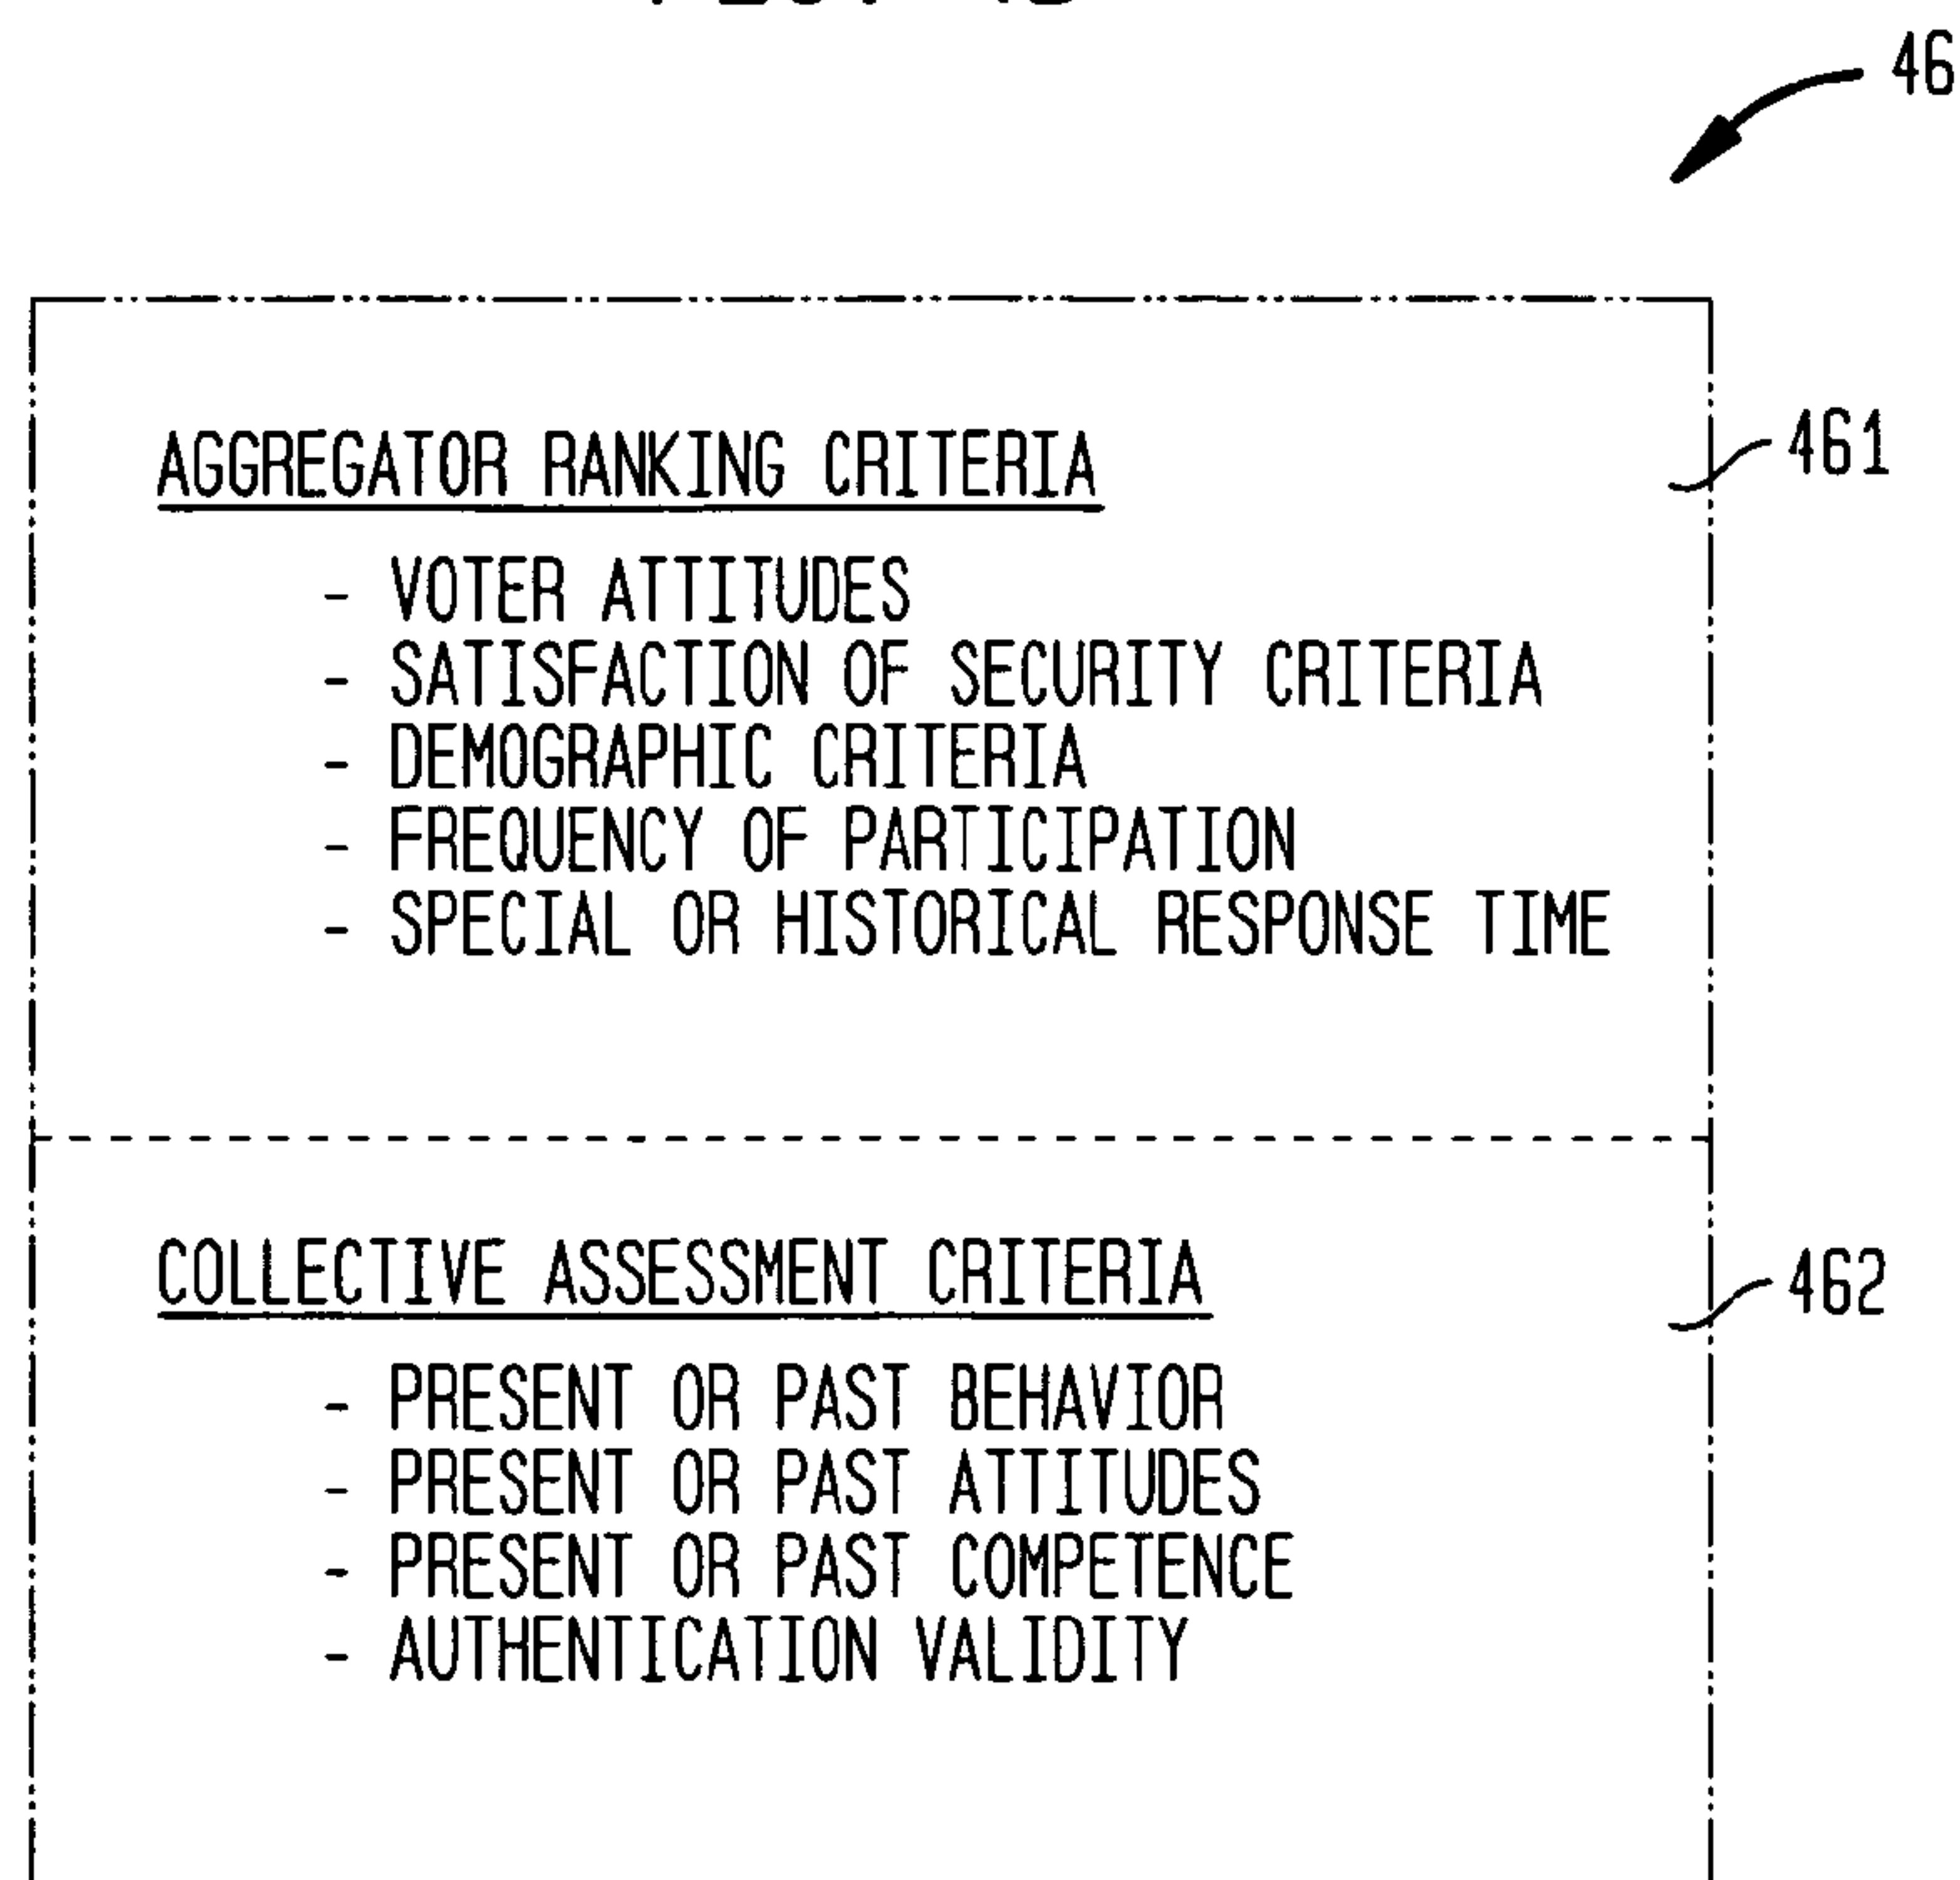 46
AGGREGATOR RANKING CRITERIA
461
- VOTER ATTITUDES
- SATISFACTION OF SECURITY CRITERIA
- DEMOGRAPHIC CRITERIA
- FREQUENCY OF PARTICIPATION
- SPECIAL OR HISTORICAL RESPONSE TIME
COLLECTIVE ASSESSMENT CRITERIA
462
- PRESENT OR PAST BEHAVIOR
- PRESENT OR PAST ATTITUDES
- PRESENT OR PAST COMPETENCE
- AUTHENTICATION VALIDITY